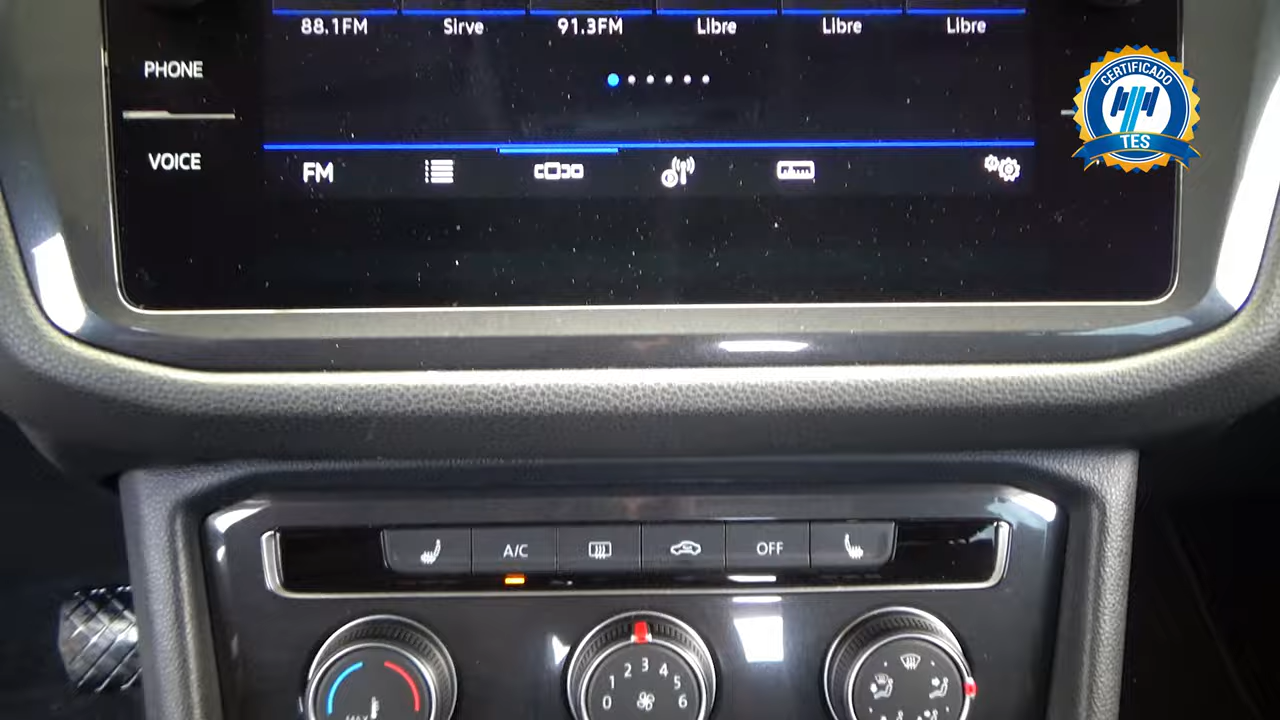 88.1FM Sirve 91.3FM Libre Libre Libre
PHONE
CERTIFICADO
TES
VOICE
FM
A/C OFF
0 1 2 3 4 5 6
MAX